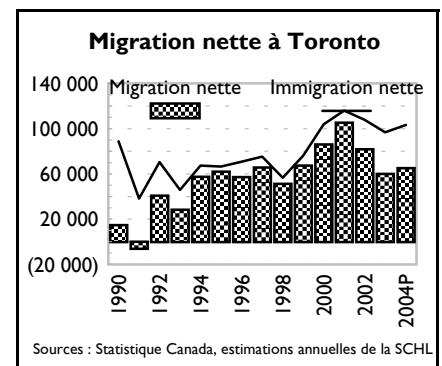 Migration nette à Toronto
Migration nette Immigration nette
140 000
100 000
60 000
20 000
(20 000)
1990 1992 1994 1996 1998 2000 2002 2004P
Sources : Statistique Canada, estimations annuelles de la SCHL